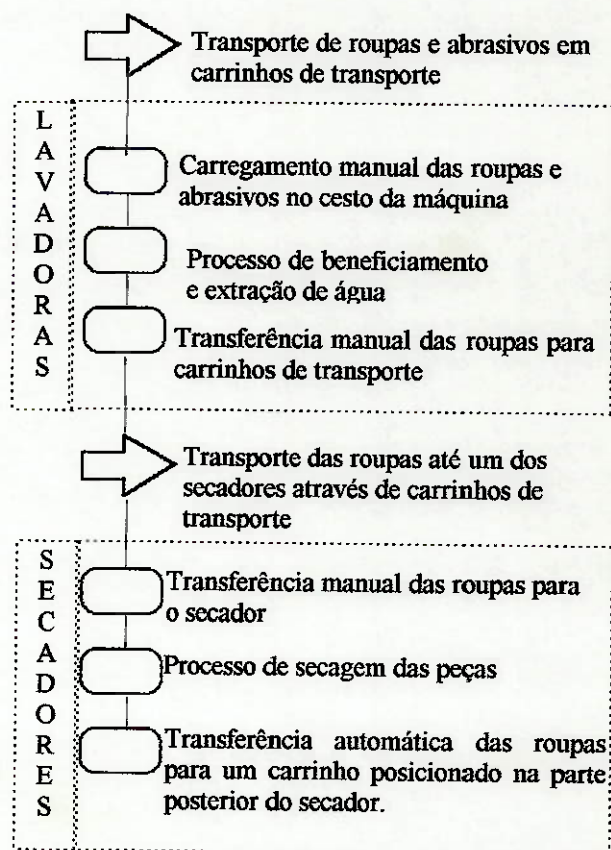 Transporte de roupas e abrasivos em
carrinhos de transporte
LAVADORAS
Carregamento manual das roupas e
abrasivos no cesto da máquina
Processo de beneficiamento
e extração de água
Transferência manual das roupas para
carrinhos de transporte
Transporte das roupas até um dos
secadores através de carrinhos de
transporte
SECADORES
Transferência manual das roupas para
o secador
Processo de secagem das peças
Transferência automática das roupas
para um carrinho posicionado na parte
posterior do secador.